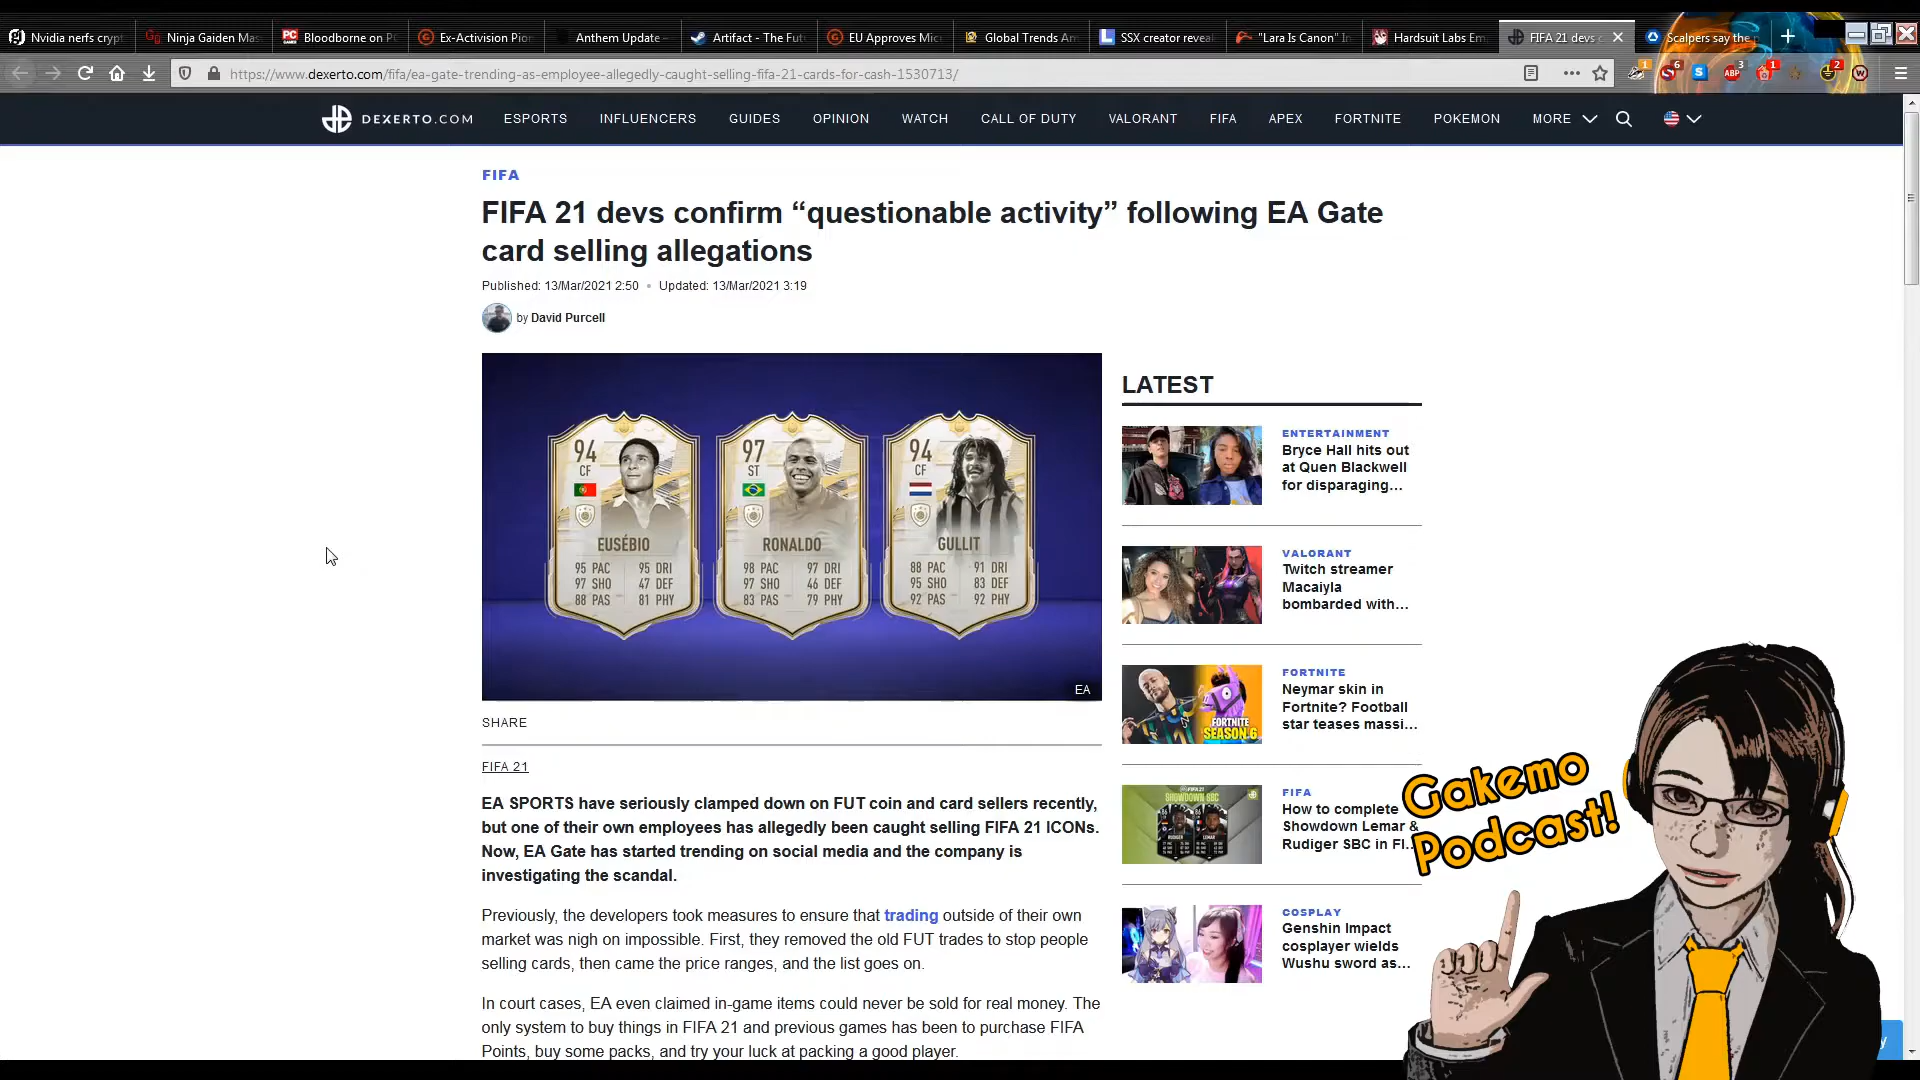 Nvidia nerfs crypt
Ninja Gaiden Mas
Bloodborne on P
Ex-Activision Pion
Anthem Update –
Artifact - The Futu
EU Approves Mic
Global Trends An
SSX creator reveal
"Lara Is Canon" In
Hardsuit Labs Em
FIFA 21 devs c
Scalpers say the p
https://www.dexerto.com/fifa/ea-gate-trending-as-employee-allegedly-caught-selling-fifa-21-cards-for-cash-1530713/
DEXERTO.COM
ESPORTS
INFLUENCERS
GUIDES
OPINION
WATCH
CALL OF DUTY
VALORANT
FIFA
APEX
FORTNITE
POKEMON
MORE
FIFA
FIFA 21 devs confirm “questionable activity” following EA Gate
card selling allegations
Published: 13/Mar/2021 2:50 • Updated: 13/Mar/2021 3:19
by David Purcell
94
CF
EUSÉBIO
95 PAC 95 DRI
97 SHO 47 DEF
88 PAS 81 PHY
97
ST
RONALDO
98 PAC 97 DRI
97 SHO 46 DEF
83 PAS 79 PHY
94
CF
GULLIT
88 PAC 91 DRI
95 SHO 83 DEF
92 PAS 92 PHY
EA
SHARE
FIFA 21
EA SPORTS have seriously clamped down on FUT coin and card sellers recently,
but one of their own employees has allegedly been caught selling FIFA 21 ICONs.
Now, EA Gate has started trending on social media and the company is
investigating the scandal.
Previously, the developers took measures to ensure that trading outside of their own
market was nigh on impossible. First, they removed the old FUT trades to stop people
selling cards, then came the price ranges, and the list goes on.
In court cases, EA even claimed in-game items could never be sold for real money. The
only system to buy things in FIFA 21 and previous games has been to purchase FIFA
Points, buy some packs, and try your luck at packing a good player.
LATEST
ENTERTAINMENT
Bryce Hall hits out
at Quen Blackwell
for disparaging...
VALORANT
Twitch streamer
Macaiyla
bombarded with...
FORTNITE
SEASON 6
FORTNITE
Neymar skin in
Fortnite? Football
star teases massi...
SHOWDOWN SBC
FIFA
How to complete
Showdown Lemar &
Rudiger SBC in FI...
COSPLAY
Genshin Impact
cosplayer wields
Wushu sword as...
Gakemo
Podcast!